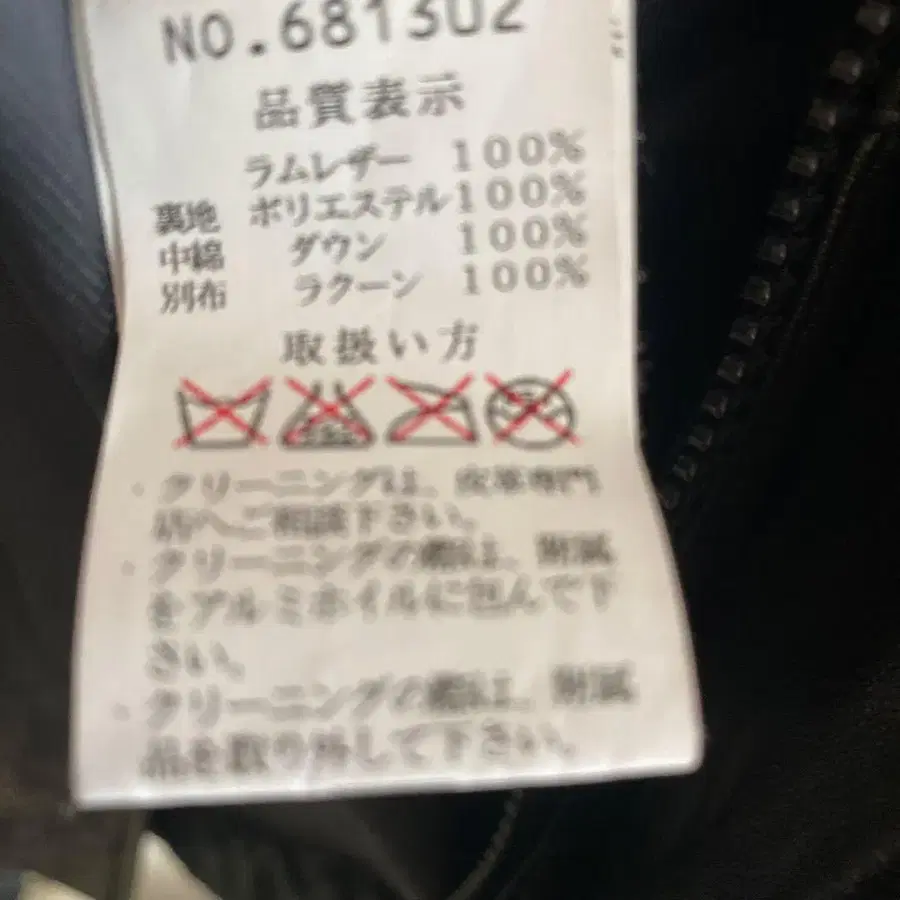 NO.681302
品質表示
ラムレザー 100%
裏地 ポリエステル 100%
中綿 ダウン 100%
別布 ラクーン 100%
取扱い方
・クリーニングは、皮革専門
店へご相談下さい。
・クリーニングの際は、附属
をアルミホイルに包んで下
さい。
・クリーニングの際は、附属
品を取り外して下さい。